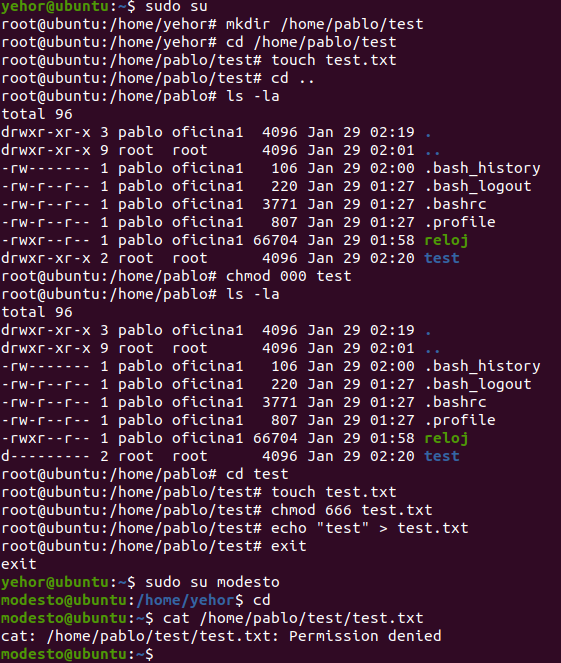 yehor@ubuntu:~$ sudo su
root@ubuntu:/home/yehor# mkdir /home/pablo/test
root@ubuntu:/home/yehor# cd /home/pablo/test
root@ubuntu:/home/pablo/test# touch test.txt
root@ubuntu:/home/pablo/test# cd ..
root@ubuntu:/home/pablo# ls -la
total 96
drwxr-xr-x 3 pablo oficina1  4096 Jan 29 02:19 .
drwxr-xr-x 9 root  root      4096 Jan 29 02:01 ..
-rw------- 1 pablo oficina1   106 Jan 29 02:00 .bash_history
-rw-r--r-- 1 pablo oficina1   220 Jan 29 01:27 .bash_logout
-rw-r--r-- 1 pablo oficina1  3771 Jan 29 01:27 .bashrc
-rw-r--r-- 1 pablo oficina1   807 Jan 29 01:27 .profile
-rwxr--r-- 1 pablo oficina1 66704 Jan 29 01:58 reloj
drwxr-xr-x 2 root  root      4096 Jan 29 02:20 test
root@ubuntu:/home/pablo# chmod 000 test
root@ubuntu:/home/pablo# ls -la
total 96
drwxr-xr-x 3 pablo oficina1  4096 Jan 29 02:19 .
drwxr-xr-x 9 root  root      4096 Jan 29 02:01 ..
-rw------- 1 pablo oficina1   106 Jan 29 02:00 .bash_history
-rw-r--r-- 1 pablo oficina1   220 Jan 29 01:27 .bash_logout
-rw-r--r-- 1 pablo oficina1  3771 Jan 29 01:27 .bashrc
-rw-r--r-- 1 pablo oficina1   807 Jan 29 01:27 .profile
-rwxr--r-- 1 pablo oficina1 66704 Jan 29 01:58 reloj
d--------- 2 root  root      4096 Jan 29 02:20 test
root@ubuntu:/home/pablo# cd test
root@ubuntu:/home/pablo/test# touch test.txt
root@ubuntu:/home/pablo/test# chmod 666 test.txt
root@ubuntu:/home/pablo/test# echo "test" > test.txt
root@ubuntu:/home/pablo/test# exit
exit
yehor@ubuntu:~$ sudo su modesto
modesto@ubuntu:/home/yehor$ cd
modesto@ubuntu:~$ cat /home/pablo/test/test.txt
cat: /home/pablo/test/test.txt: Permission denied
modesto@ubuntu:~$